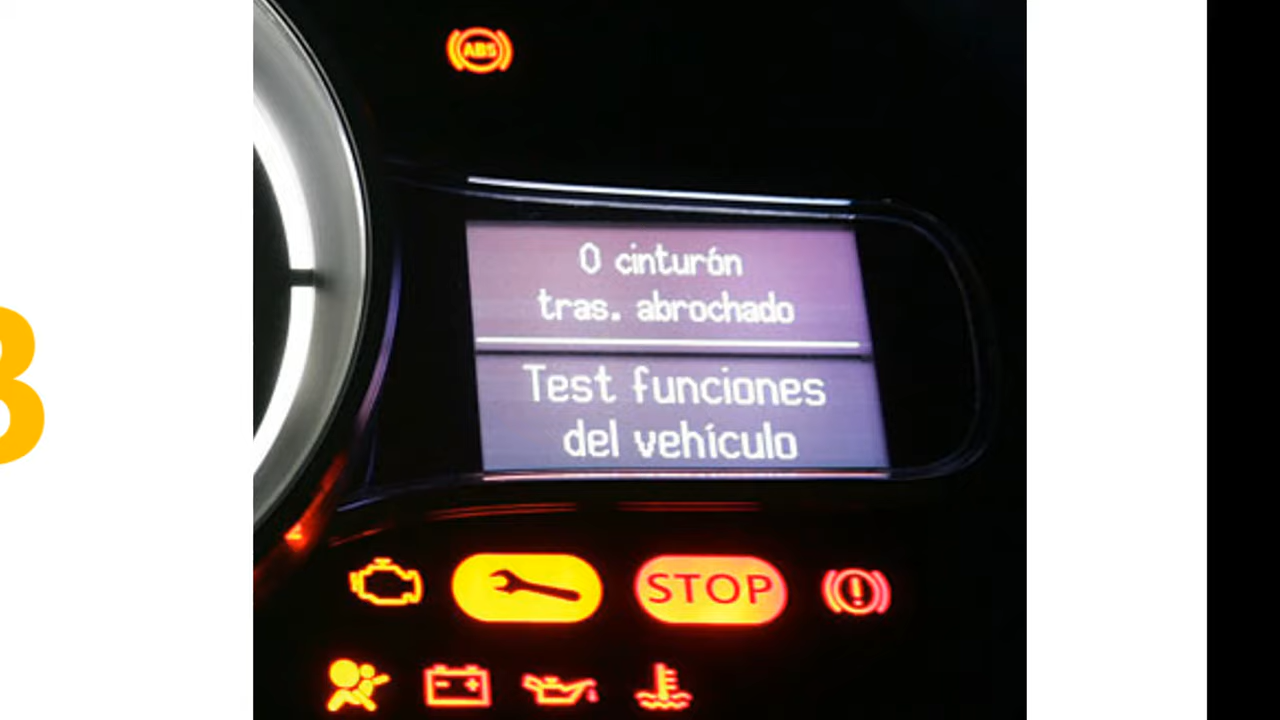 ABS
0 cinturón
tras. abrochado
Test funciones
del vehículo
STOP